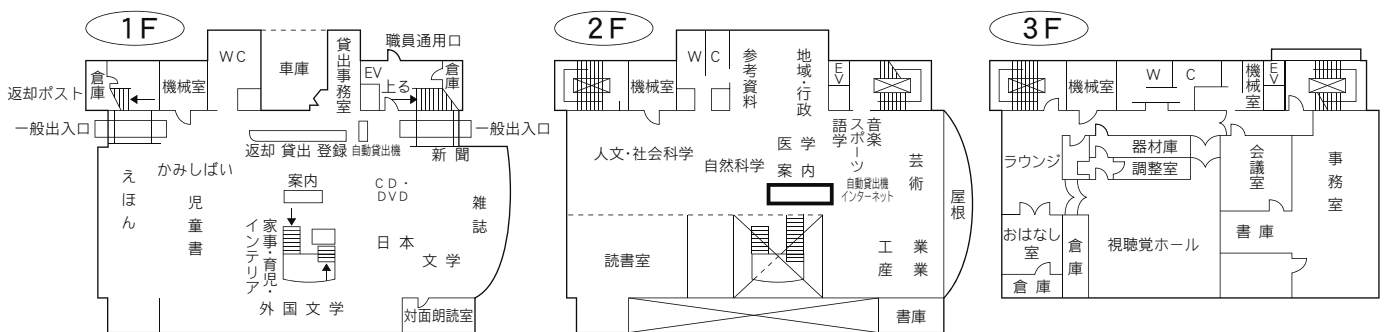 1F
職員通用口
倉庫
返却ポスト
機械室
WC
車庫
貸出事務室
EV
上る
倉庫
一般出入口
一般出入口
返却 貸出 登録
自動貸出機
新聞
かみしばい
えほん
児童書
案内
CD・
DVD
雑誌
家事・育児・
インテリア
日本
文学
外国文学
対面朗読室
2F
機械室
W C
参考資料
地域・行政
EV
人文・社会科学
自然科学
医学
案内
語学
スポーツ
音楽
自動貸出機
インターネット
芸術
屋根
読書室
工業
産業
書庫
3F
機械室
W C
機械室
EV
ラウンジ
器材庫
調整室
会議室
事務室
おはなし室
倉庫
視聴覚ホール
書庫
倉庫